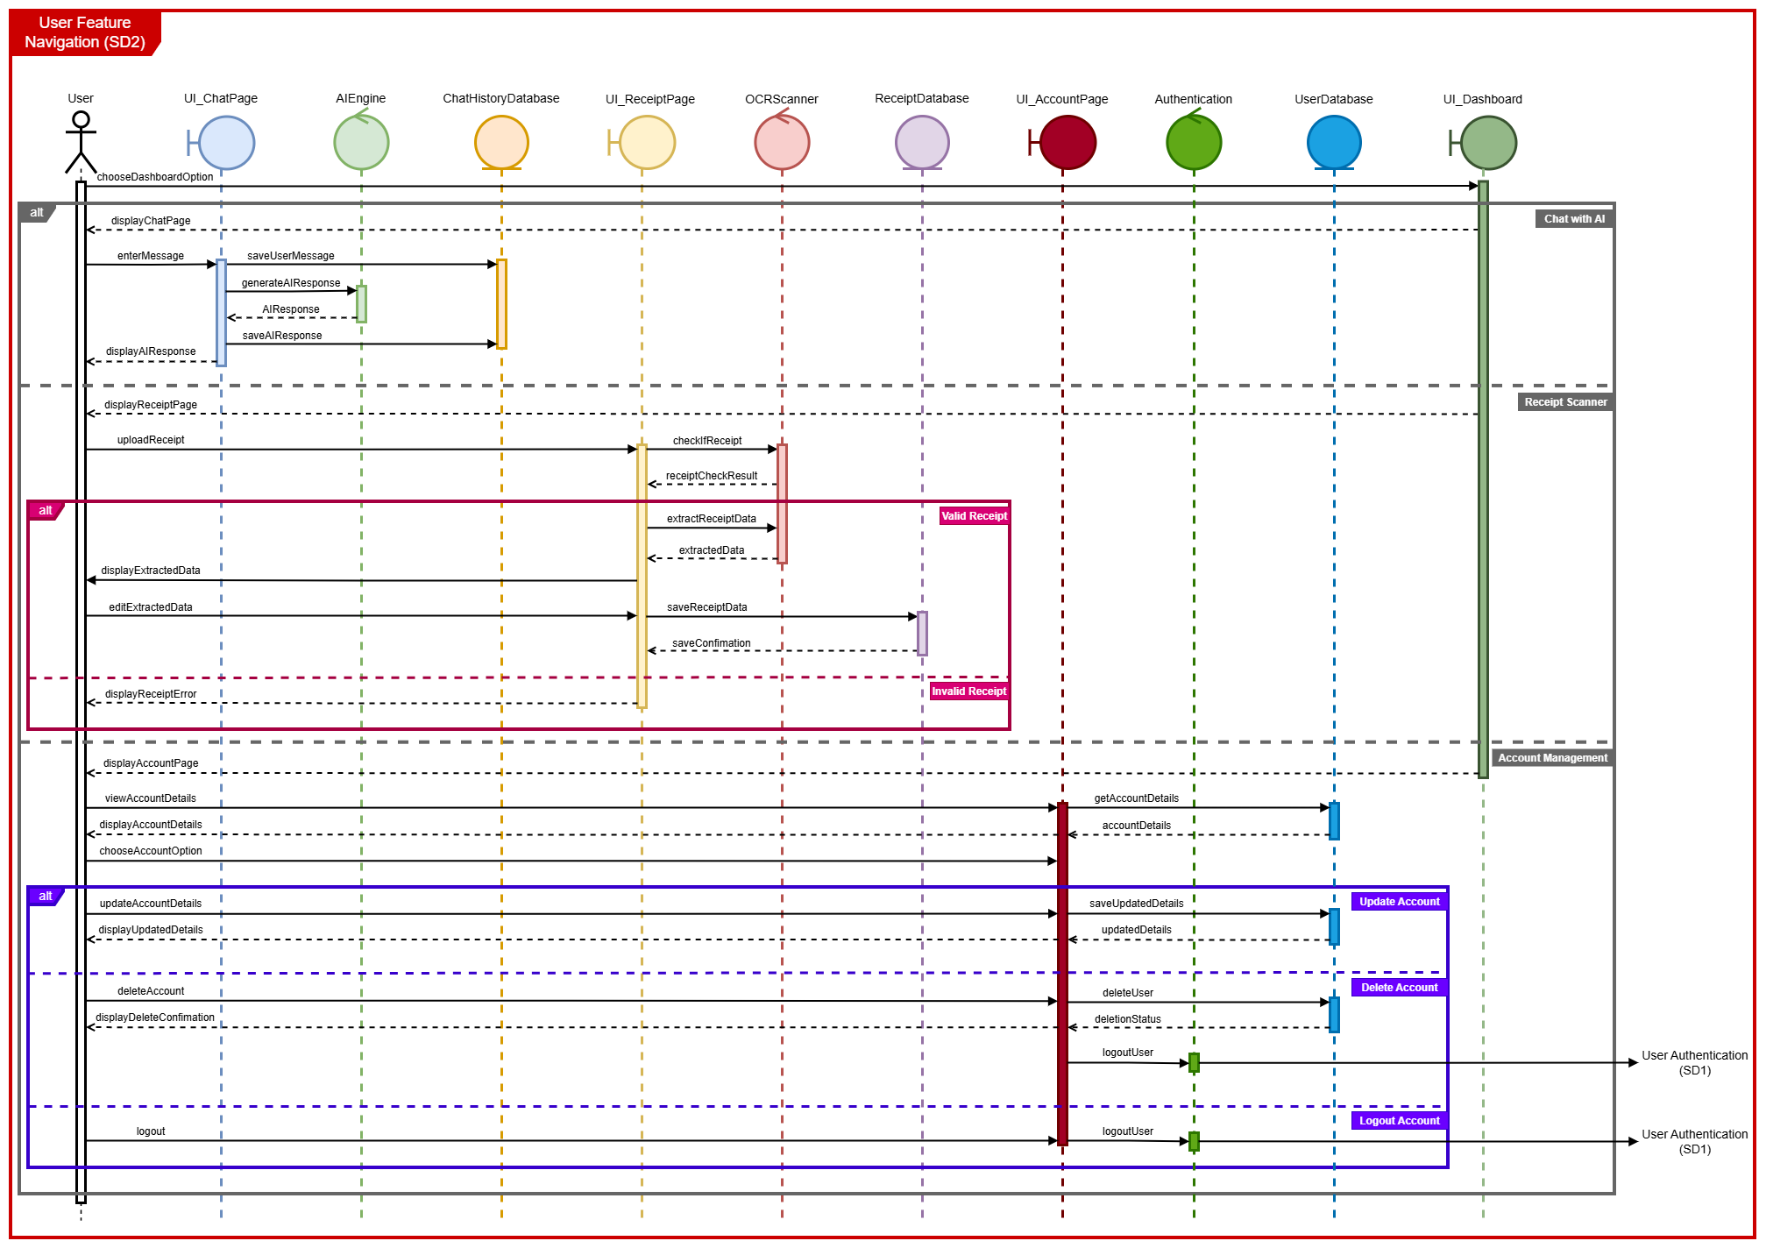 User Feature
Navigation (SD2)
User
UI_ChatPage
AIEngine
ChatHistoryDatabase
UI_ReceiptPage
OCRScanner
ReceiptDatabase
UI_AccountPage
Authentication
UserDatabase
UI_Dashboard
chooseDashboardOption
alt
Chat with AI
displayChatPage
enterMessage
saveUserMessage
generateAIResponse
AIResponse
saveAIResponse
displayAIResponse
Receipt Scanner
displayReceiptPage
uploadReceipt
checkIfReceipt
receiptCheckResult
alt
Valid Receipt
extractReceiptData
extractedData
displayExtractedData
editExtractedData
saveReceiptData
saveConfimation
Invalid Receipt
displayReceiptError
Account Management
displayAccountPage
viewAccountDetails
getAccountDetails
displayAccountDetails
accountDetails
chooseAccountOption
alt
Update Account
updateAccountDetails
saveUpdatedDetails
displayUpdatedDetails
updatedDetails
Delete Account
deleteAccount
deleteUser
displayDeleteConfimation
deletionStatus
logoutUser
User Authentication
(SD1)
Logout Account
logout
logoutUser
User Authentication
(SD1)